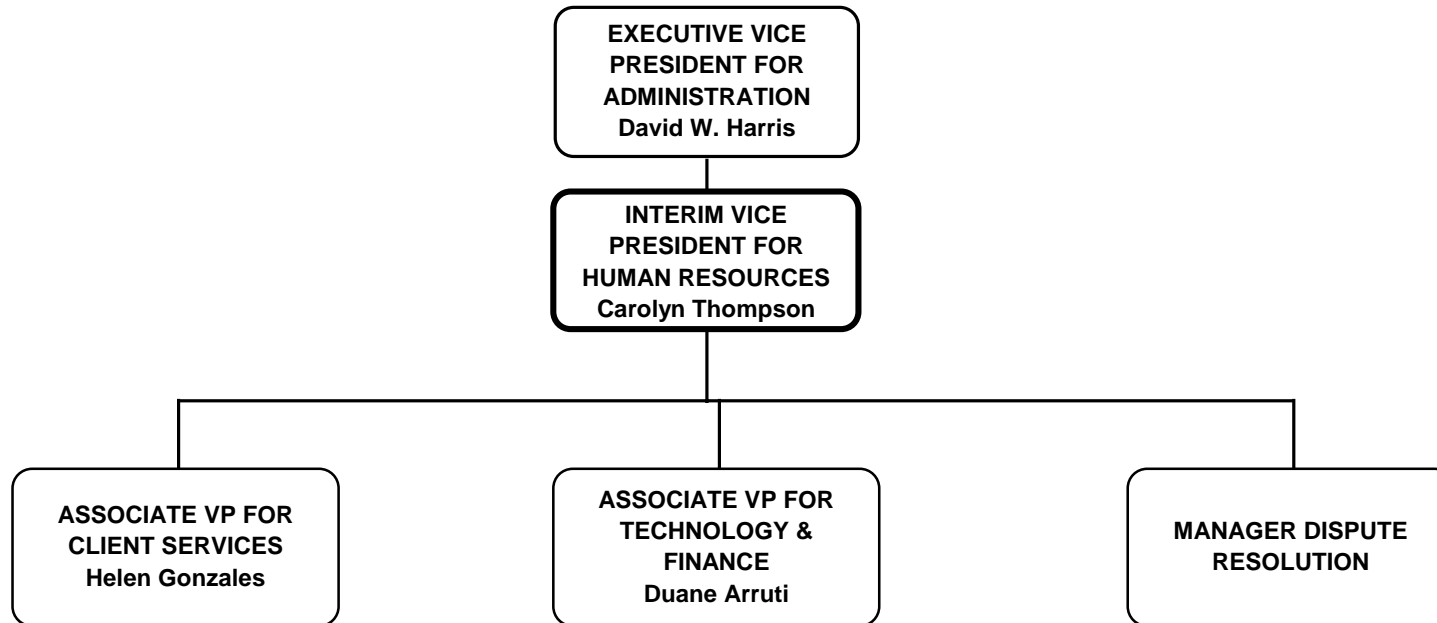 EXECUTIVE VICE
PRESIDENT FOR
ADMINISTRATION
David W. Harris
INTERIM VICE
PRESIDENT FOR
HUMAN RESOURCES
Carolyn Thompson
ASSOCIATE VP FOR
CLIENT SERVICES
Helen Gonzales
ASSOCIATE VP FOR
TECHNOLOGY &
FINANCE
Duane Arruti
MANAGER DISPUTE
RESOLUTION